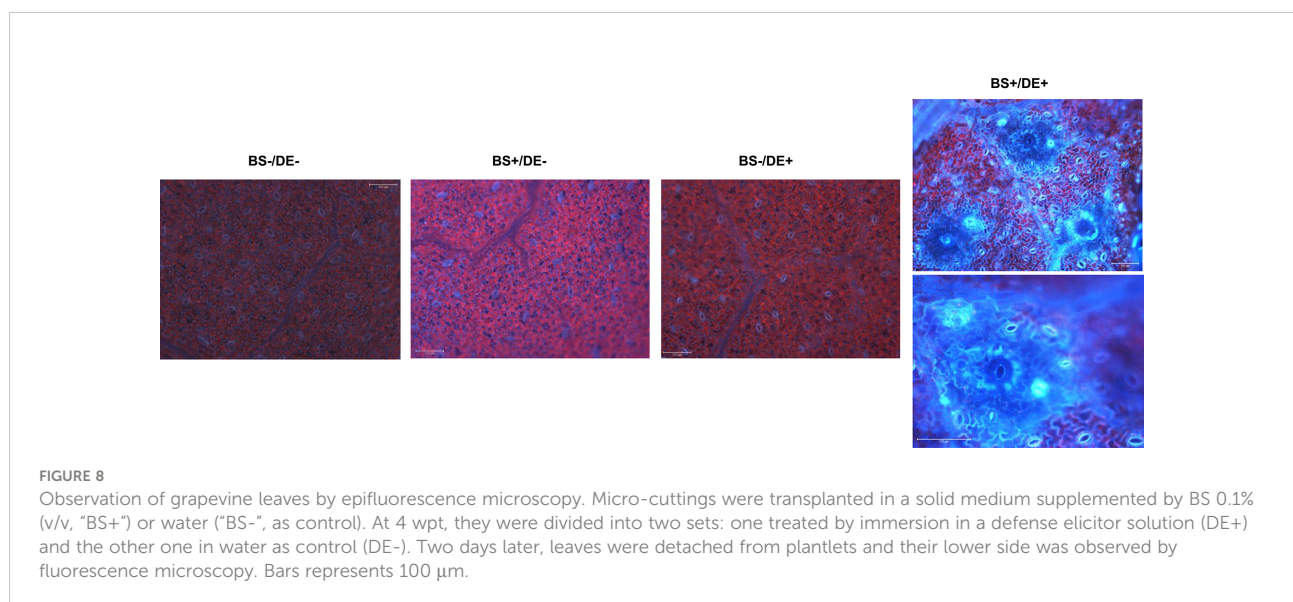 BS+/DE+
BS-/DE-
BS+/DE-
BS-/DE+
FIGURE 8
Observation of grapevine leaves by epifluorescence microscopy. Micro-cuttings were transplanted in a solid medium supplemented by BS 0.1%
(v/v, “BS+”) or water (“BS-”, as control). At 4 wpt, they were divided into two sets: one treated by immersion in a defense elicitor solution (DE+)
and the other one in water as control (DE-). Two days later, leaves were detached from plantlets and their lower side was observed by
fluorescence microscopy. Bars represents 100 μm.